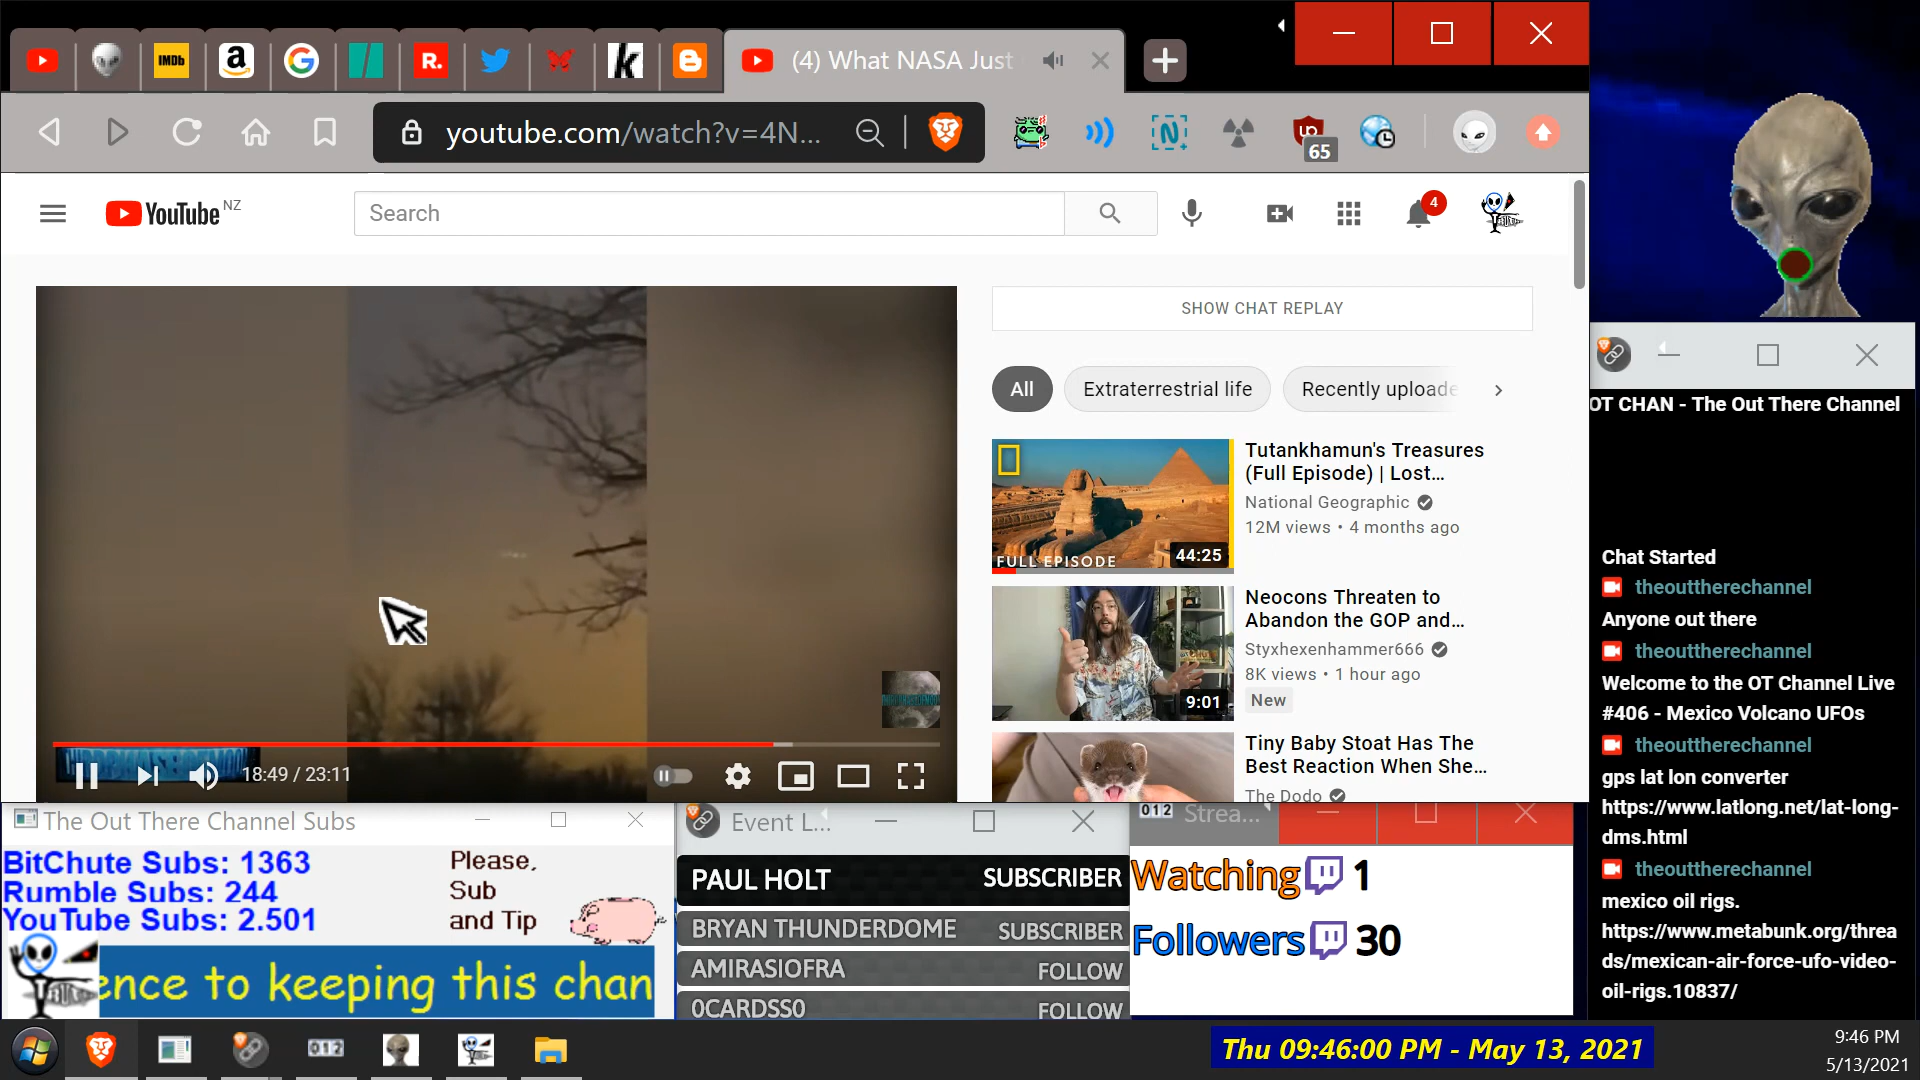 IMDb
a
G
R.
k
(4) What NASA Just
youtube.com/watch?v=4N...
N
65
YouTube NZ
Search
4
SHOW CHAT REPLAY
All
Extraterrestrial life
Recently uploade
Tutankhamun's Treasures
(Full Episode) | Lost...
National Geographic
12M views • 4 months ago
FULL EPISODE
44:25
Neocons Threaten to
Abandon the GOP and...
Styxhexenhammer666
8K views • 1 hour ago
New
9:01
Tiny Baby Stoat Has The
Best Reaction When She...
The Dodo
18:49 / 23:11
OT CHAN - The Out There Channel
Chat Started
theouttherechannel
Anyone out there
theouttherechannel
Welcome to the OT Channel Live
#406 - Mexico Volcano UFOs
theouttherechannel
gps lat lon converter
https://www.latlong.net/lat-long-
dms.html
theouttherechannel
mexico oil rigs.
https://www.metabunk.org/threa
ds/mexican-air-force-ufo-video-
oil-rigs.10837/
The Out There Channel Subs
BitChute Subs: 1363
Rumble Subs: 244
YouTube Subs: 2.501
Please,
Sub
and Tip
ence to keeping this chan
Event L...
PAUL HOLT SUBSCRIBER
BRYAN THUNDERDOME SUBSCRIBER
AMIRASIOFRA FOLLOW
0CARDSS0 FOLLOW
012 Strea...
Watching 1
Followers 30
012
Thu 09:46:00 PM - May 13, 2021
9:46 PM
5/13/2021